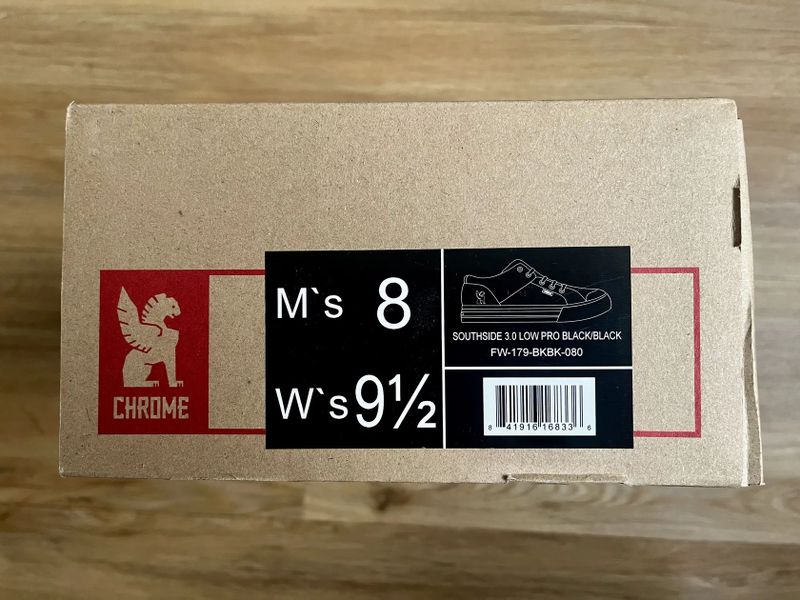 CHROME
M`s 8
W`s 9½
SOUTHSIDE 3.0 LOW PRO BLACK/BLACK
FW-179-BKBK-080
8 41916 16833 6